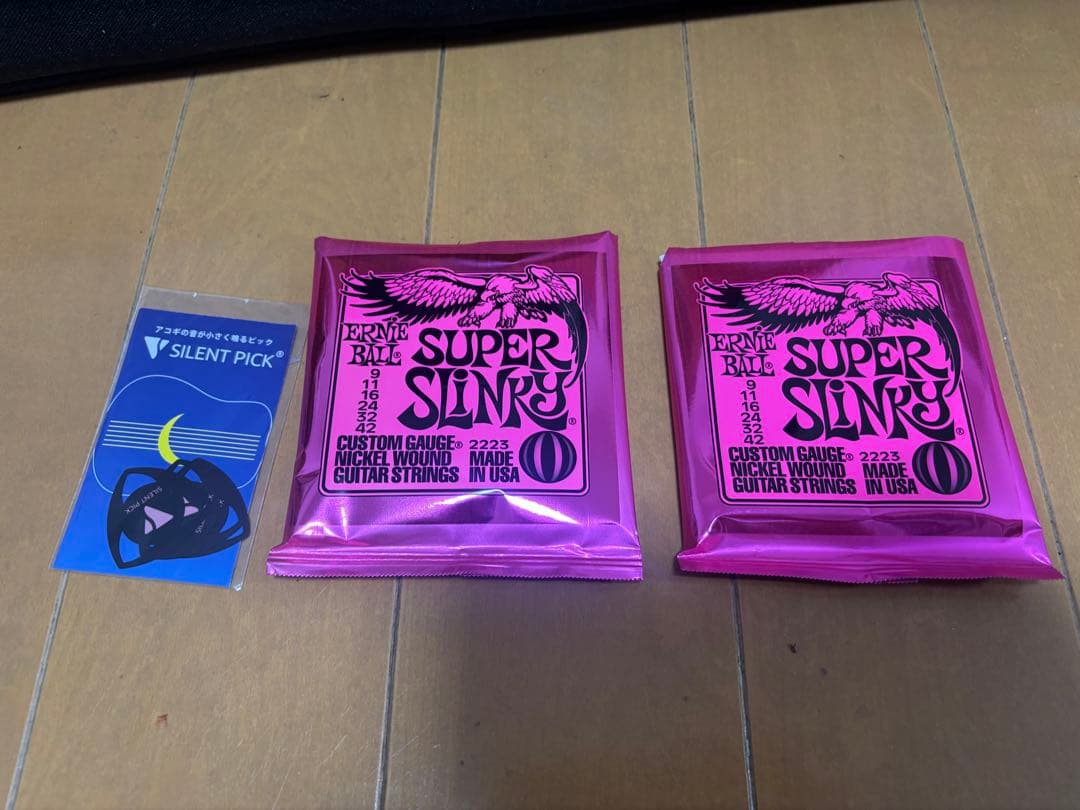 アコギの音が小さく鳴るピック
SILENT PICK®
SILENT PICK
ERNIE
BALL®
SUPER
SLINKY®
9
11
16
24
32
42
CUSTOM GAUGE® 2223
NICKEL WOUND MADE
GUITAR STRINGS IN USA
ERNIE
BALL®
SUPER
SLINKY®
9
11
16
24
32
42
CUSTOM GAUGE® 2223
NICKEL WOUND MADE
GUITAR STRINGS IN USA